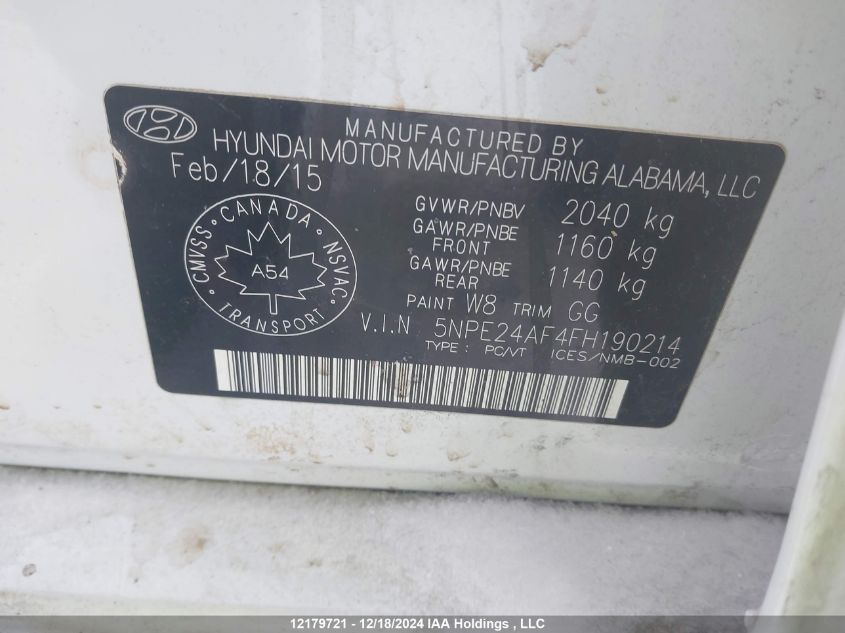 MANUFACTURED BY
HYUNDAI MOTOR MANUFACTURING ALABAMA, LLC
Feb/18/15
GVWR/PNBV 2040 kg
GAWR/PNBE FRONT 1160 kg
GAWR/PNBE REAR 1140 kg
PAINT W8 TRIM GG
V.I.N 5NPE24AF4FH190214
TYPE : PC/VT ICES/NMB-002
CMVSS • CANADA • NSVAC • TRANSPORT •
A54
12179721 - 12/18/2024 IAA Holdings , LLC